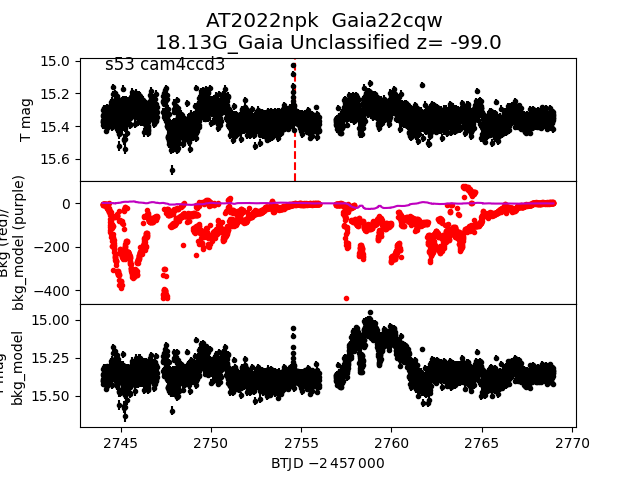 AT2022npk Gaia22cqw
18.13G_Gaia Unclassified z= -99.0
s53 cam4ccd3
15.0
15.2
15.4
15.6
T mag
0
−200
−400
Bkg (red)/
bkg_model (purple)
15.00
15.25
15.50
bkg_model
2745
2750
2755
2760
2765
2770
BTJD −2 457 000